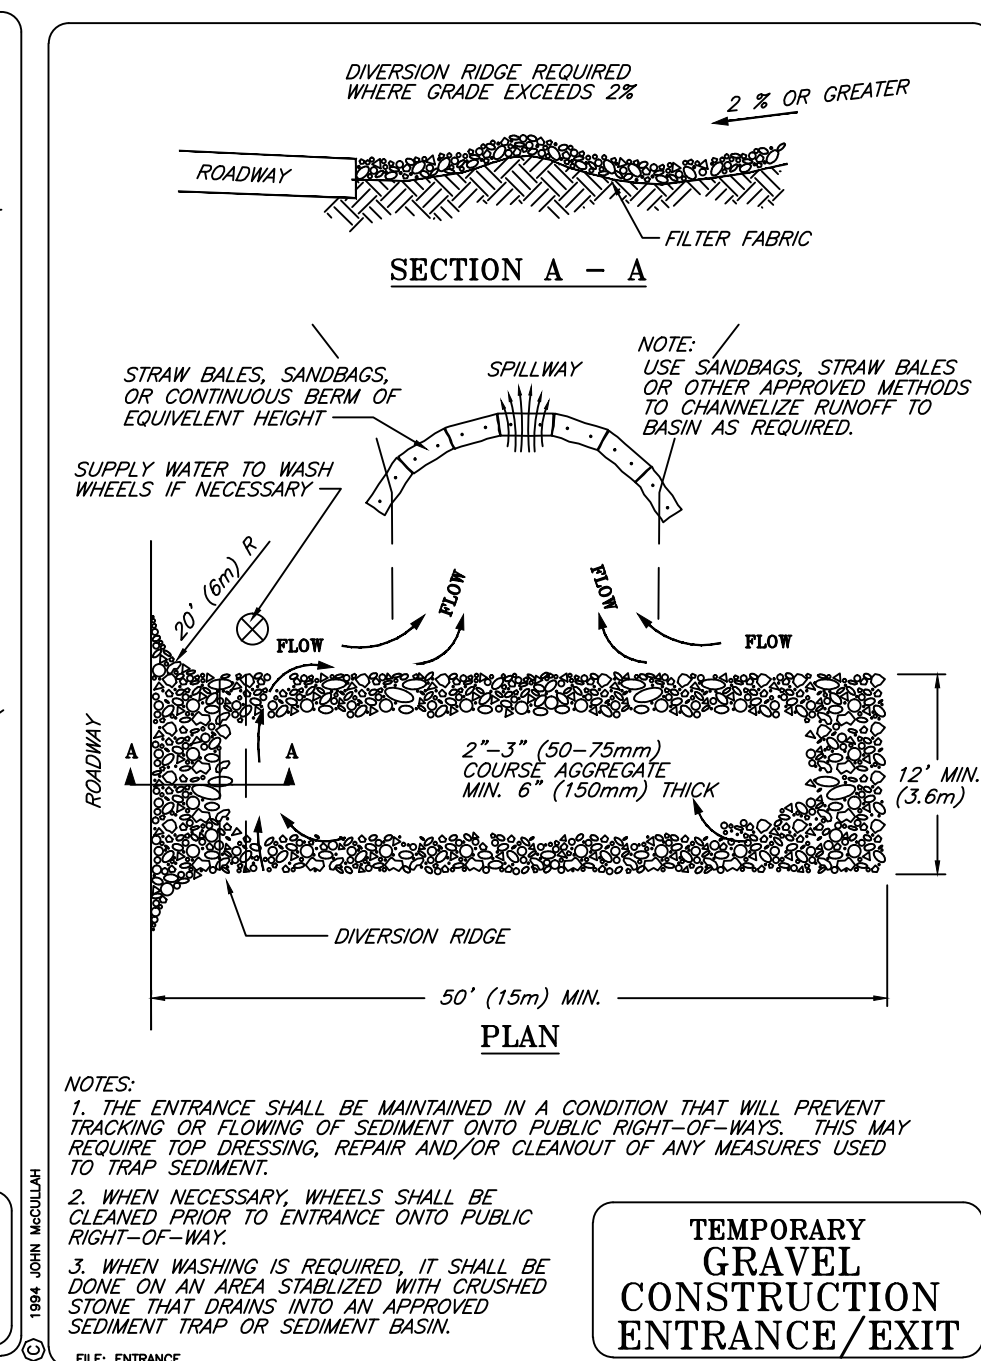 DIVERSION RIDGE REQUIRED
WHERE GRADE EXCEEDS 2%
2 % OR GREATER
ROADWAY
FILTER FABRIC
SECTION A - A
STRAW BALES, SANDBAGS,
OR CONTINUOUS BERM OF
EQUIVELENT HEIGHT
SPILLWAY
NOTE:
USE SANDBAGS, STRAW BALES
OR OTHER APPROVED METHODS
TO CHANNELIZE RUNOFF TO
BASIN AS REQUIRED.
SUPPLY WATER TO WASH
WHEELS IF NECESSARY
20' (6m) R
FLOW
FLOW
FLOW
FLOW
ROADWAY
A
A
2"-3" (50-75mm)
COURSE AGGREGATE
MIN. 6" (150mm) THICK
12' MIN.
(3.6m)
DIVERSION RIDGE
50' (15m) MIN.
PLAN
NOTES:
1. THE ENTRANCE SHALL BE MAINTAINED IN A CONDITION THAT WILL PREVENT
TRACKING OR FLOWING OF SEDIMENT ONTO PUBLIC RIGHT-OF-WAYS. THIS MAY
REQUIRE TOP DRESSING, REPAIR AND/OR CLEANOUT OF ANY MEASURES USED
TO TRAP SEDIMENT.
2. WHEN NECESSARY, WHEELS SHALL BE
CLEANED PRIOR TO ENTRANCE ONTO PUBLIC
RIGHT-OF-WAY.
3. WHEN WASHING IS REQUIRED, IT SHALL BE
DONE ON AN AREA STABLIZED WITH CRUSHED
STONE THAT DRAINS INTO AN APPROVED
SEDIMENT TRAP OR SEDIMENT BASIN.
FILE: ENTRANCE
© 1994 JOHN McCULLAH
TEMPORARY
GRAVEL
CONSTRUCTION
ENTRANCE/EXIT